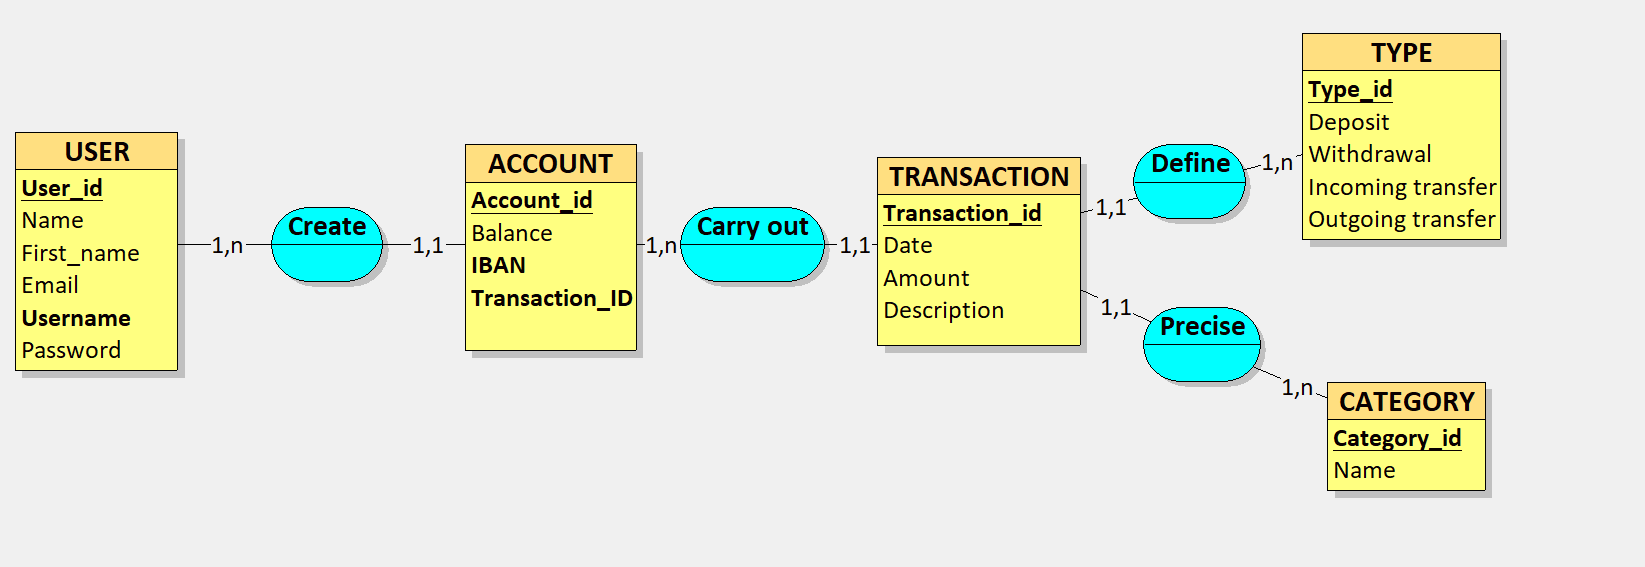 USER
User_id
Name
First_name
Email
Username
Password
1,n
Create
1,1
ACCOUNT
Account_id
Balance
IBAN
Transaction_ID
1,n
Carry out
1,1
TRANSACTION
Transaction_id
Date
Amount
Description
1,1
Define
1,n
TYPE
Type_id
Deposit
Withdrawal
Incoming transfer
Outgoing transfer
1,1
Precise
1,n
CATEGORY
Category_id
Name